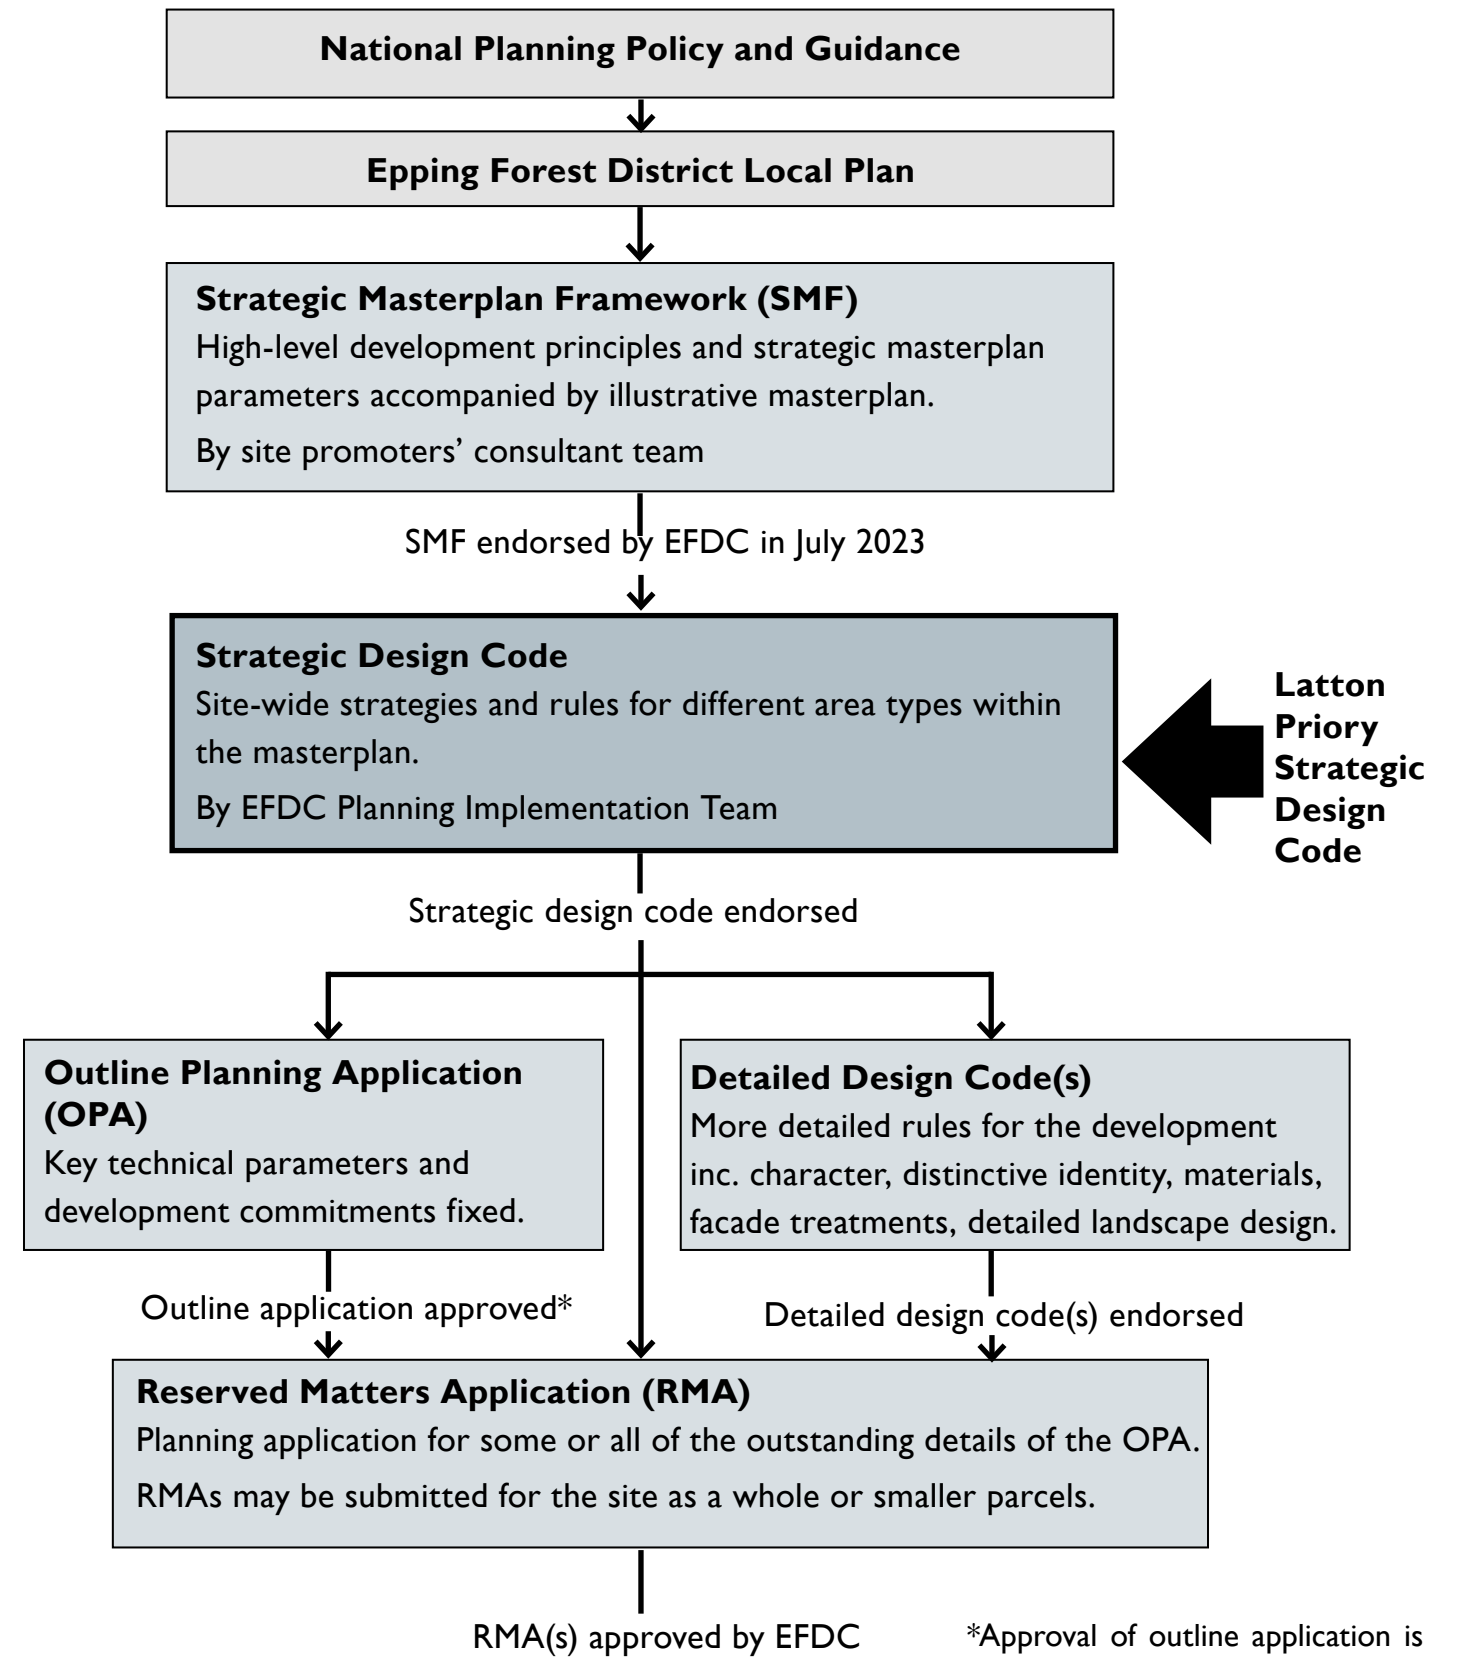 National Planning Policy and Guidance
Epping Forest District Local Plan
Strategic Masterplan Framework (SMF)
High-level development principles and strategic masterplan
parameters accompanied by illustrative masterplan.
By site promoters’ consultant team
SMF endorsed by EFDC in July 2023
Strategic Design Code
Site-wide strategies and rules for different area types within
the masterplan.
By EFDC Planning Implementation Team
Latton
Priory
Strategic
Design
Code
Strategic design code endorsed
Outline Planning Application
(OPA)
Key technical parameters and
development commitments fixed.
Detailed Design Code(s)
More detailed rules for the development
inc. character, distinctive identity, materials,
facade treatments, detailed landscape design.
Outline application approved*
Detailed design code(s) endorsed
Reserved Matters Application (RMA)
Planning application for some or all of the outstanding details of the OPA.
RMAs may be submitted for the site as a whole or smaller parcels.
RMA(s) approved by EFDC
*Approval of outline application is